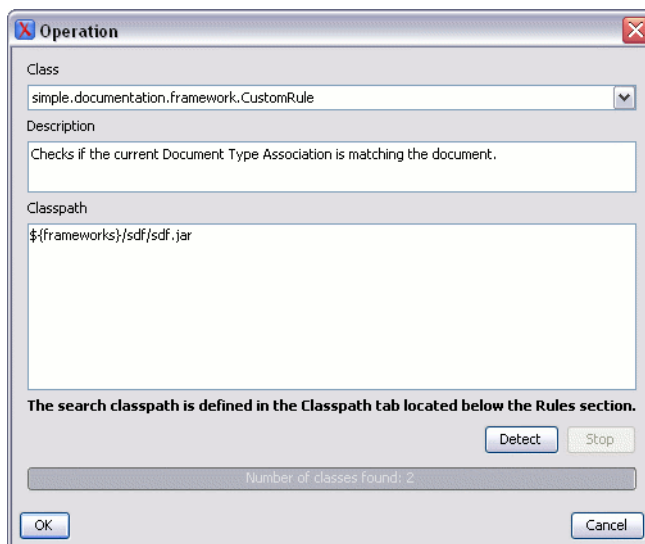 Operation
Class
simple.documentation.framework.CustomRule
Description
Checks if the current Document Type Association is matching the document.
Classpath
${frameworks}/sdf/sdf.jar
The search classpath is defined in the Classpath tab located below the Rules section.
Detect Stop
Number of classes found: 2
OK Cancel